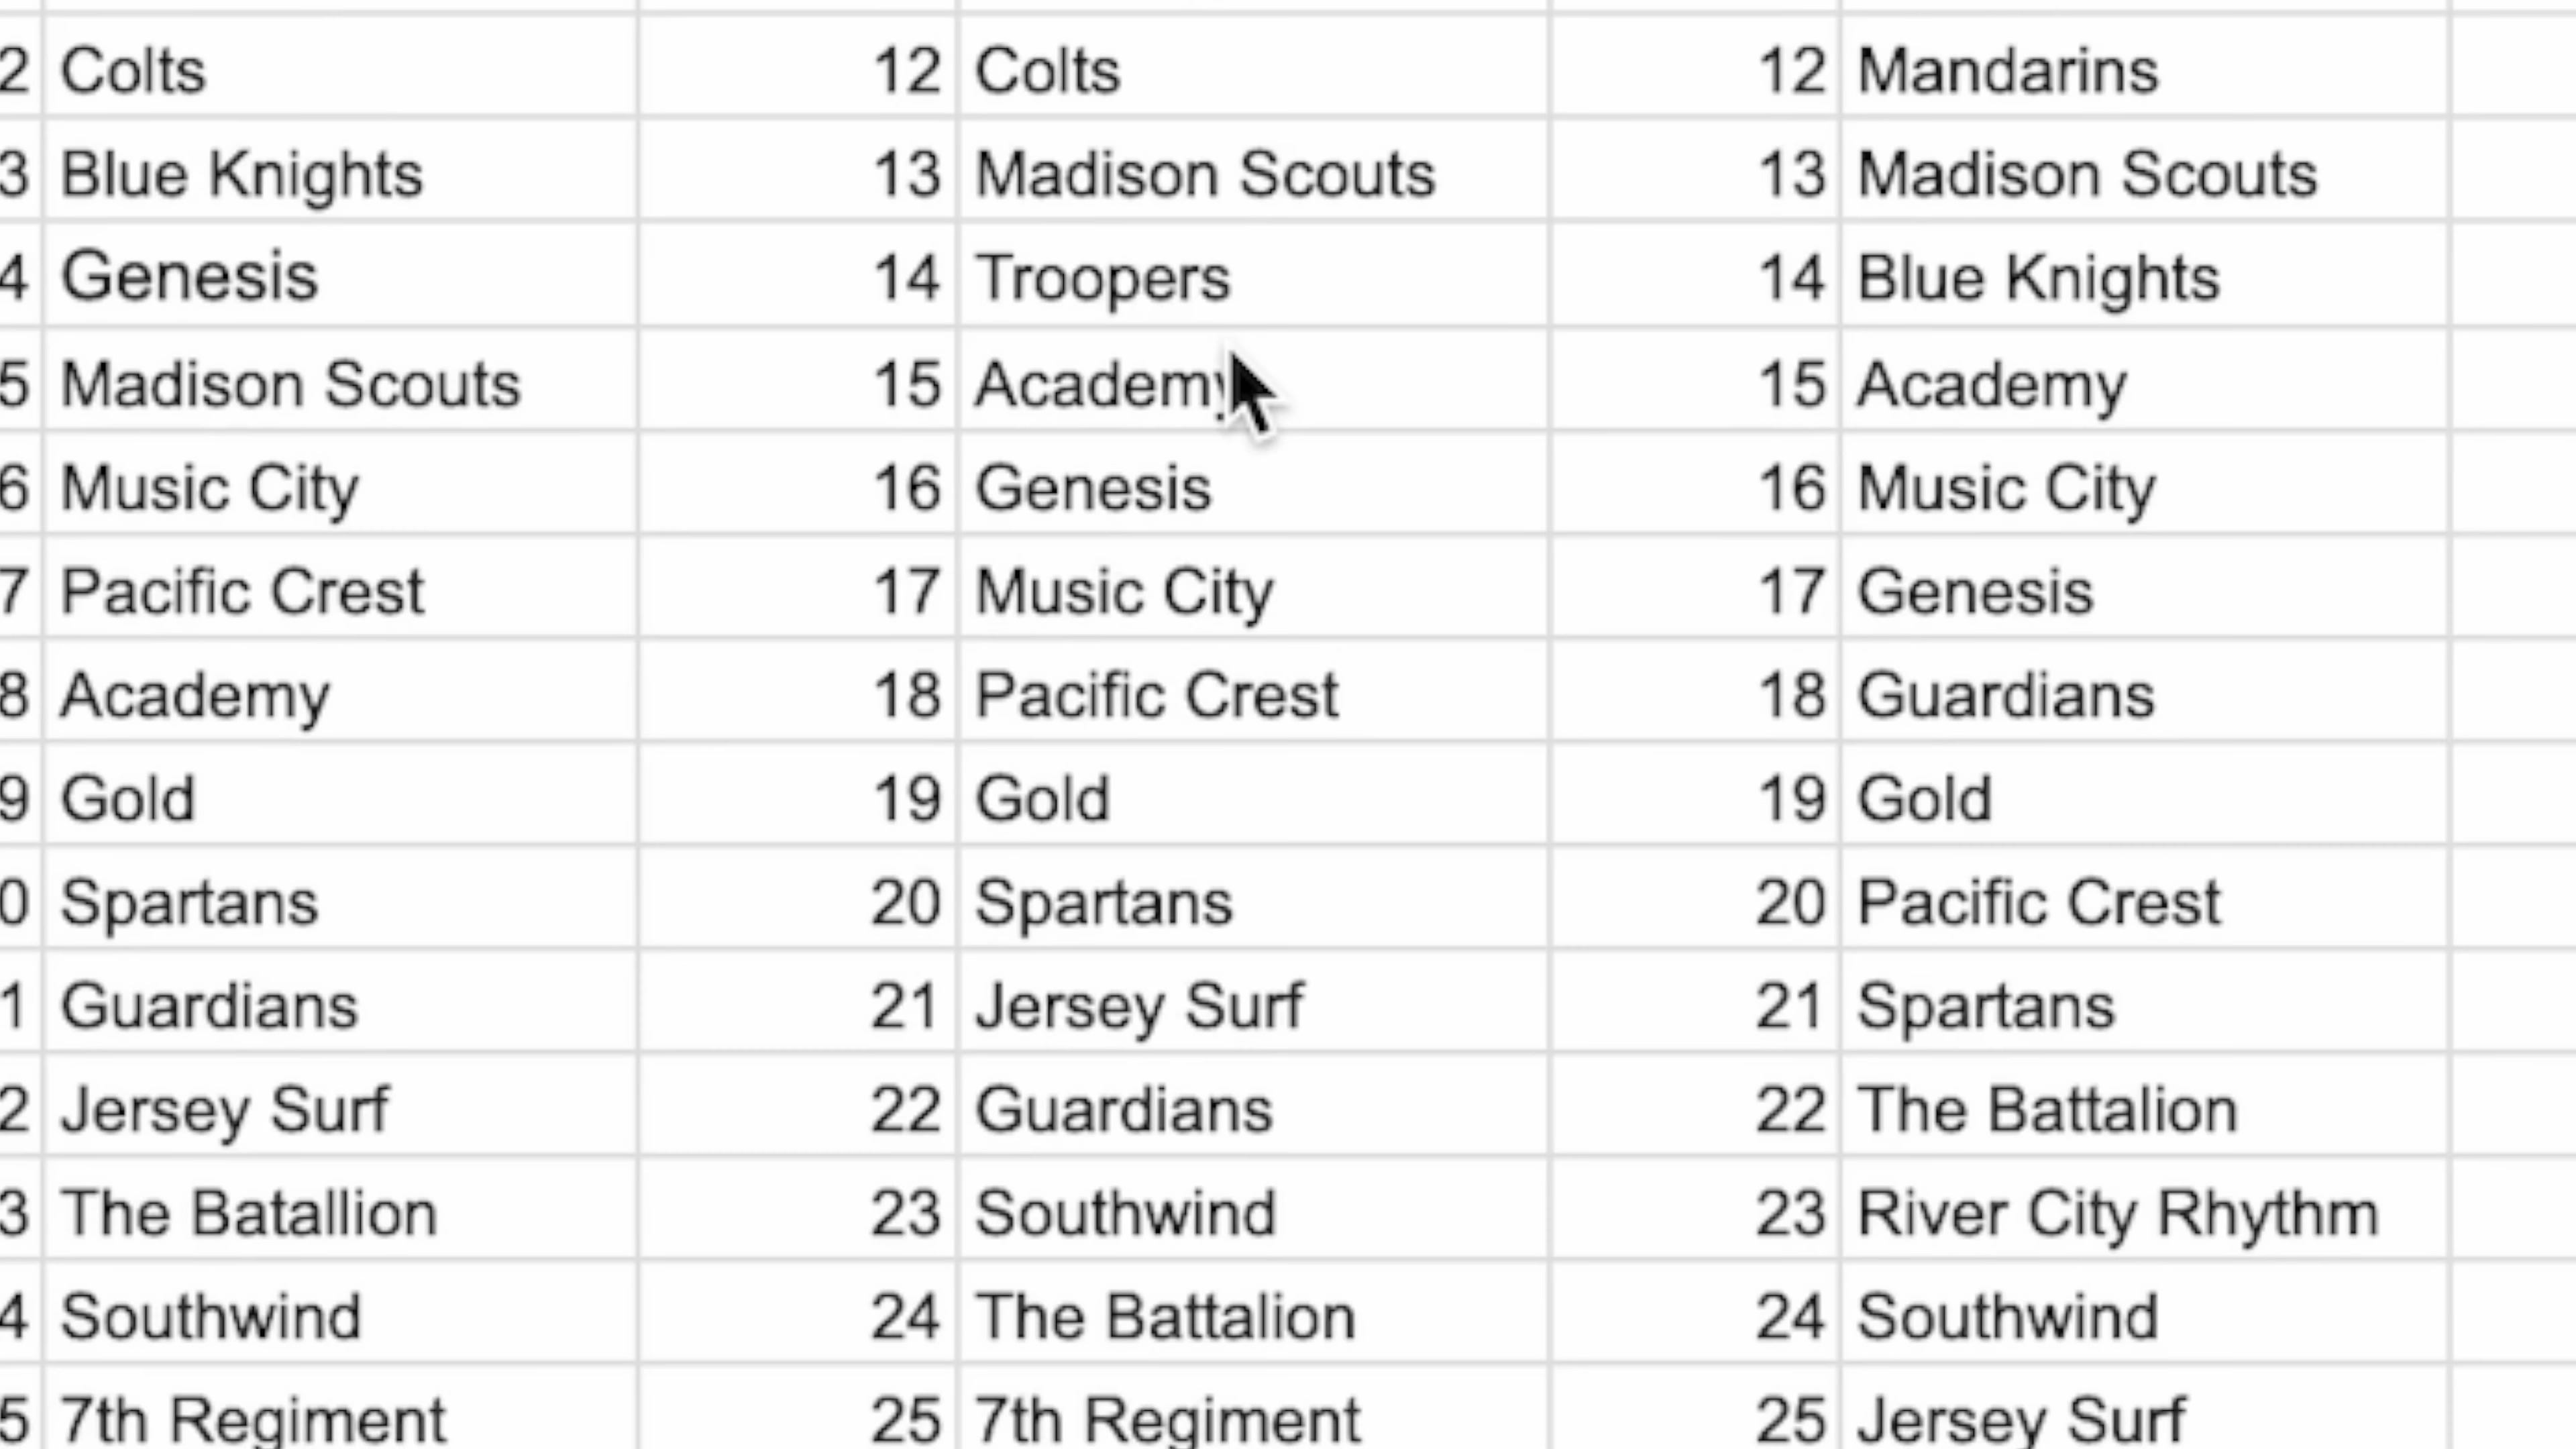 2 Colts 12 Colts 12 Mandarins
3 Blue Knights 13 Madison Scouts 13 Madison Scouts
4 Genesis 14 Troopers 14 Blue Knights
5 Madison Scouts 15 Academy 15 Academy
6 Music City 16 Genesis 16 Music City
7 Pacific Crest 17 Music City 17 Genesis
8 Academy 18 Pacific Crest 18 Guardians
9 Gold 19 Gold 19 Gold
0 Spartans 20 Spartans 20 Pacific Crest
1 Guardians 21 Jersey Surf 21 Spartans
2 Jersey Surf 22 Guardians 22 The Battalion
3 The Batallion 23 Southwind 23 River City Rhythm
4 Southwind 24 The Battalion 24 Southwind
5 7th Regiment 25 7th Regiment 25 Jersey Surf